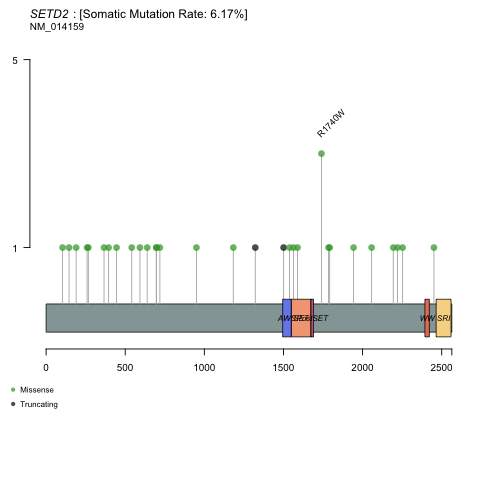 SETD2 : [Somatic Mutation Rate: 6.17%]
NM_014159
5
R1740W
1
AWS
SET
PostSET
WW
SRI
0
500
1000
1500
2000
2500
Missense
Truncating